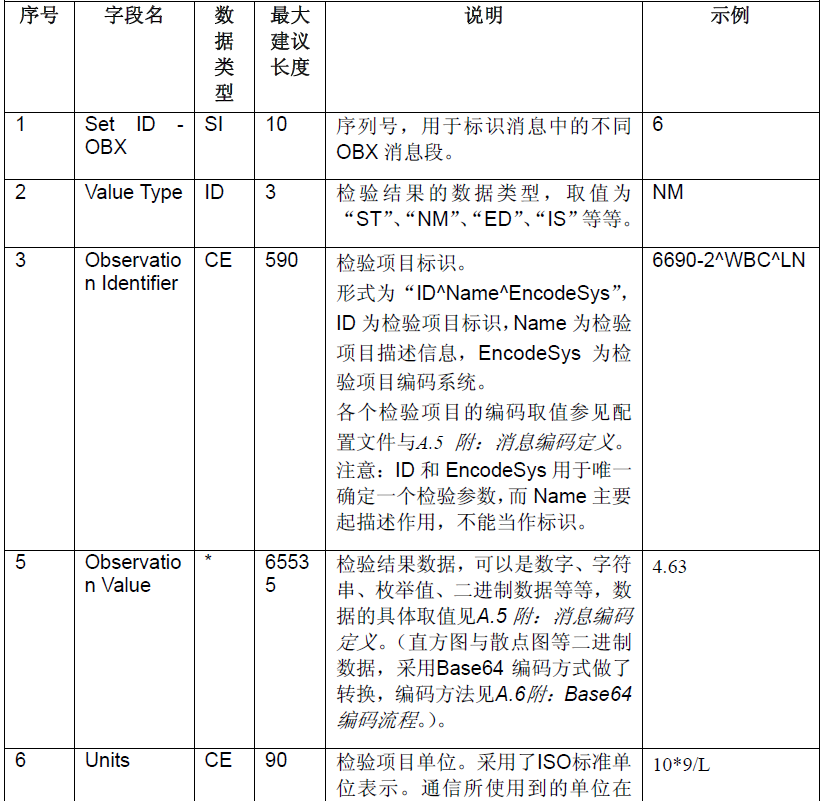 序号 字段名 数据类型 最大建议长度 说明 示例
1 Set ID - OBX SI 10 序列号，用于标识消息中的不同
OBX 消息段。 6
2 Value Type ID 3 检验结果的数据类型，取值为
“ST”、“NM”、“ED”、“IS”等等。 NM
3 Observatio
n Identifier CE 590 检验项目标识。 6690-2^WBC^LN
形式为“ID^Name^EncodeSys”，
ID 为检验项目标识，Name 为检验
项目描述信息，EncodeSys 为检
验项目编码系统。
各个检验项目的编码取值参见配
置文件与A.5 附：消息编码定义。
注意：ID 和 EncodeSys 用于唯一
确定一个检验参数，而 Name 主要
起描述作用，不能当作标识。
5 Observatio
n Value * 6553
5 检验结果数据，可以是数字、字符 4.63
串、枚举值、二进制数据等等，数
据的具体取值见A.5 附：消息编码
定义。（直方图与散点图等二进制
数据，采用Base64 编码方式做了
转换，编码方法见A.6附：Base64
编码流程。）。
6 Units CE 90 检验项目单位。采用了ISO标准单 10*9/L
位表示。通信所使用到的单位在